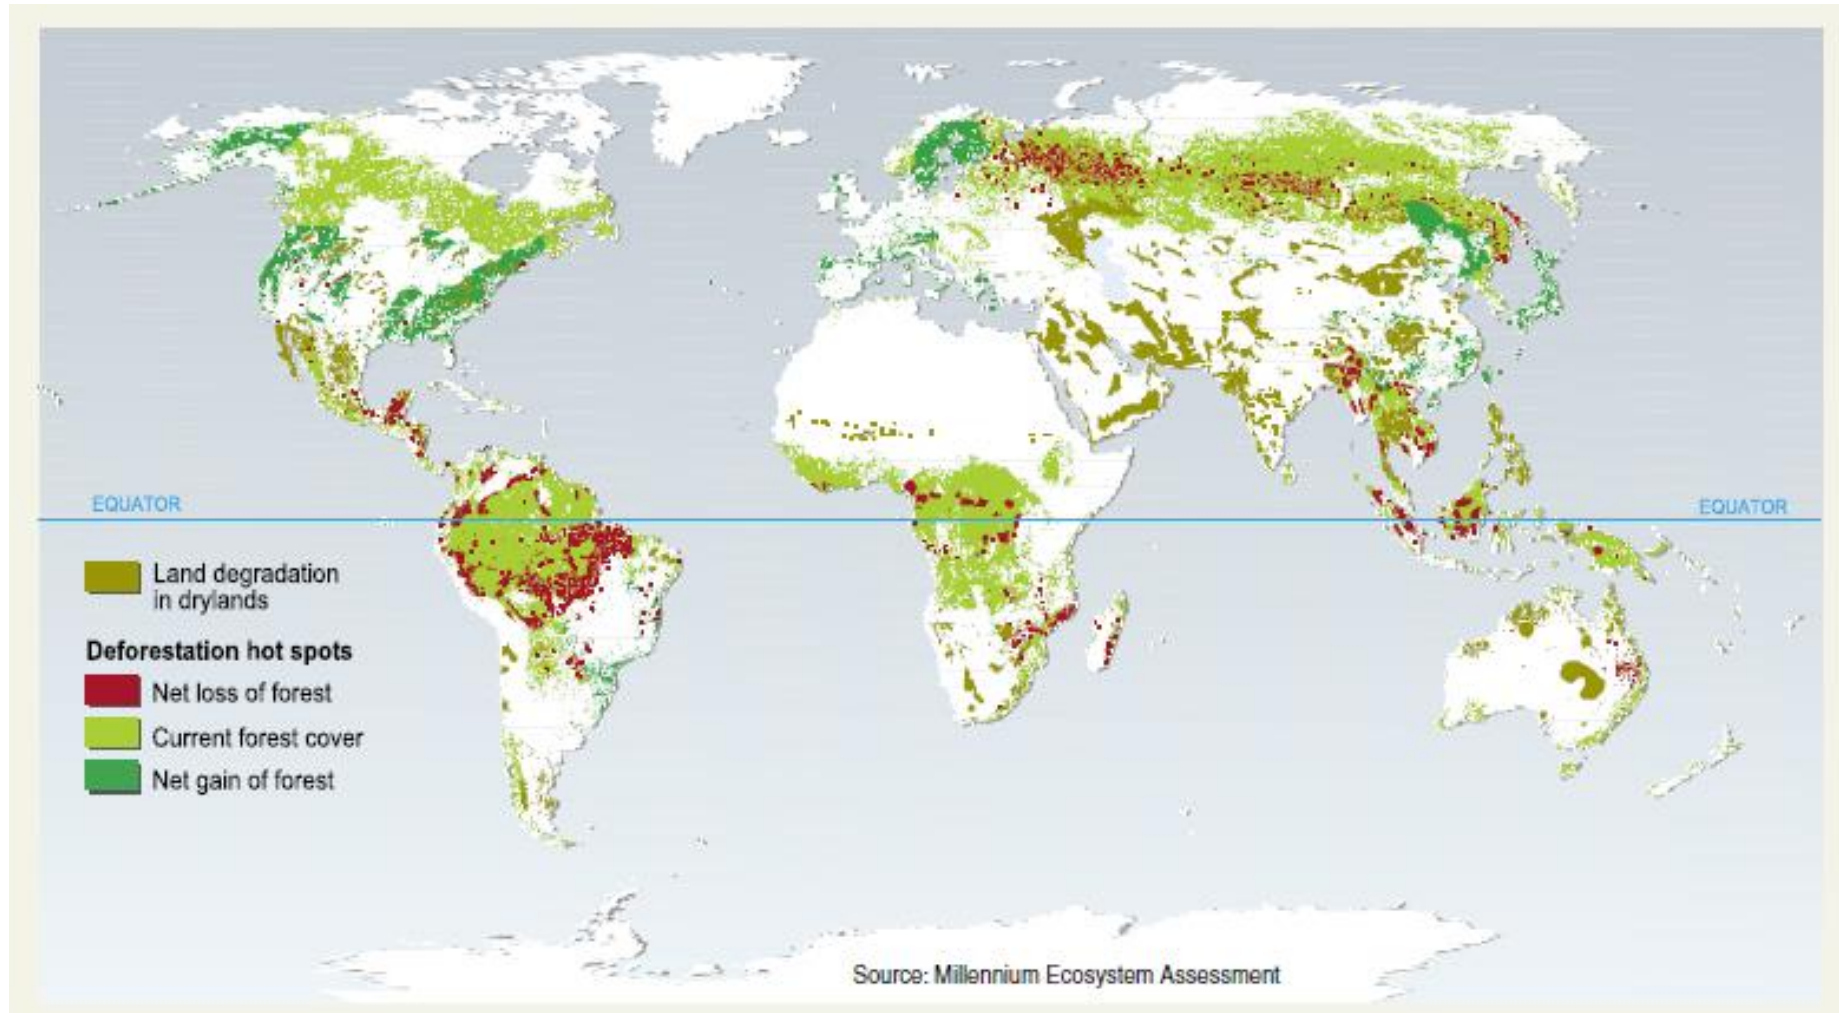 EQUATOR
EQUATOR
Land degradation
in drylands
Deforestation hot spots
Net loss of forest
Current forest cover
Net gain of forest
Source: Millennium Ecosystem Assessment